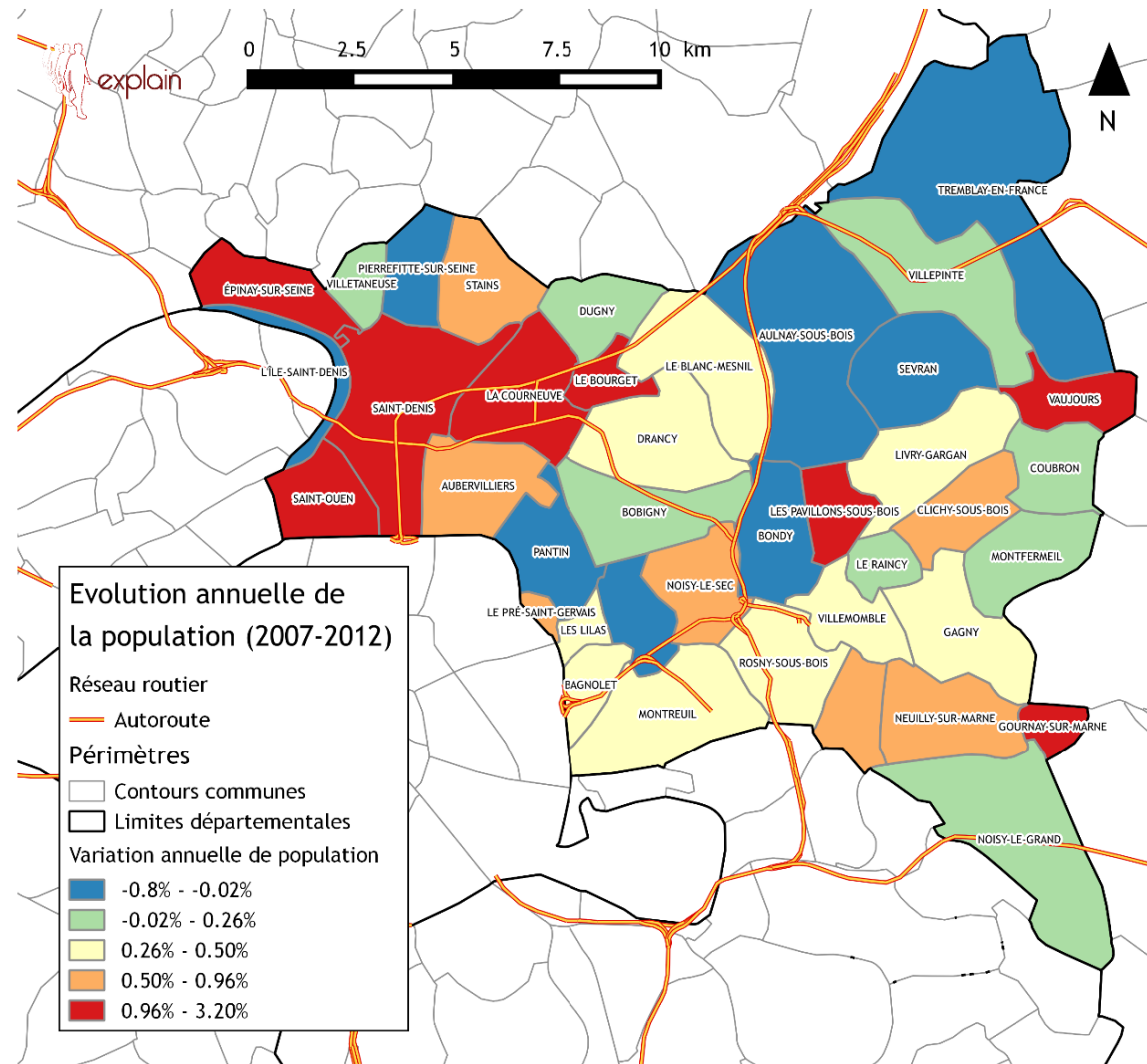 0 2.5 5 7.5 10 km
explain
N
TREMBLAY-EN-FRANCE
PIERREFITTE-SUR-SEINE
VILLEPINTE
VILLETANEUSE
STAINS
ÉPINAY-SUR-SEINE
DUGNY
AULNAY-SOUS-BOIS
LE BLANC-MESNIL
SEVRAN
L'ÎLE-SAINT-DENIS
LE BOURGET
LA COURNEUVE
VAUJOURS
SAINT-DENIS
DRANCY
LIVRY-GARGAN
COUBRON
AUBERVILLIERS
SAINT-OUEN
BOBIGNY
LES PAVILLONS-SOUS-BOIS
CLICHY-SOUS-BOIS
BONDY
PANTIN
MONTFERMEIL
LE RAINCY
NOISY-LE-SEC
LE PRÉ-SAINT-GERVAIS
VILLEMOMBLE
LES LILAS
GAGNY
ROSNY-SOUS-BOIS
BAGNOLET
MONTREUIL
NEUILLY-SUR-MARNE
GOURNAY-SUR-MARNE
NOISY-LE-GRAND
Evolution annuelle de
la population (2007-2012)
Réseau routier
Autoroute
Périmètres
Contours communes
Limites départementales
Variation annuelle de population
-0.8% - -0.02%
-0.02% - 0.26%
0.26% - 0.50%
0.50% - 0.96%
0.96% - 3.20%